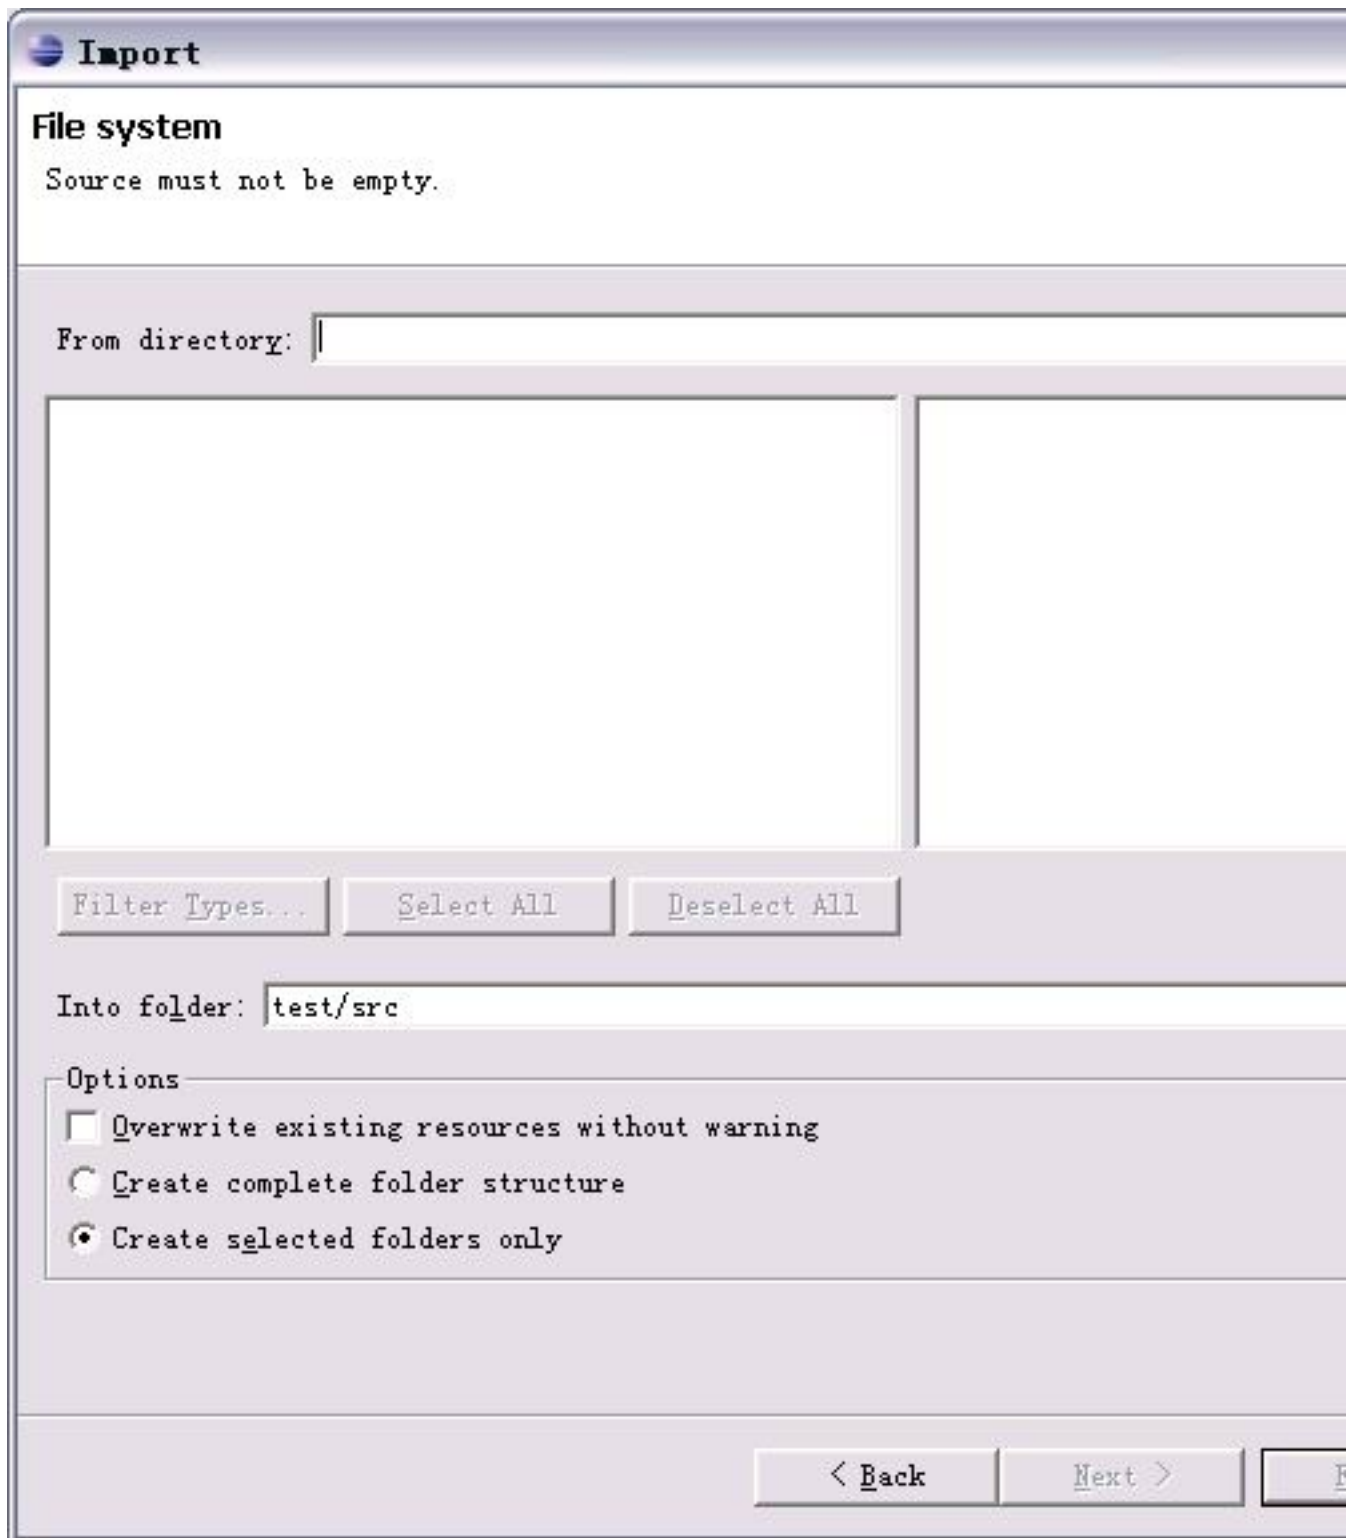 Import
File system
Source must not be empty.
From directory:
Filter Types... Select All Deselect All
Into folder: test/src
Options
Overwrite existing resources without warning
Create complete folder structure
Create selected folders only
< Back Next >